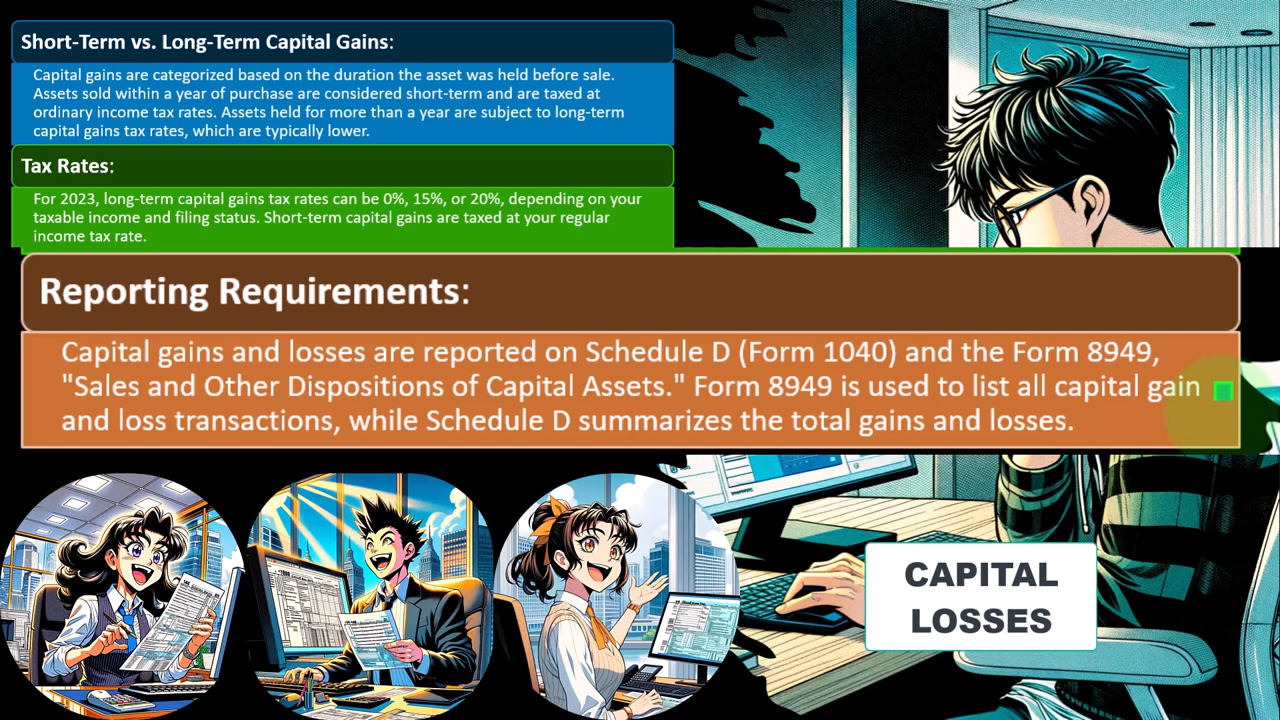 Short-Term vs. Long-Term Capital Gains:
Capital gains are categorized based on the duration the asset was held before sale.
Assets sold within a year of purchase are considered short-term and are taxed at
ordinary income tax rates. Assets held for more than a year are subject to long-term
capital gains tax rates, which are typically lower.
Tax Rates:
For 2023, long-term capital gains tax rates can be 0%, 15%, or 20%, depending on your
taxable income and filing status. Short-term capital gains are taxed at your regular
income tax rate.
Reporting Requirements:
Capital gains and losses are reported on Schedule D (Form 1040) and the Form 8949,
"Sales and Other Dispositions of Capital Assets." Form 8949 is used to list all capital gain
and loss transactions, while Schedule D summarizes the total gains and losses.
CAPITAL
LOSSES